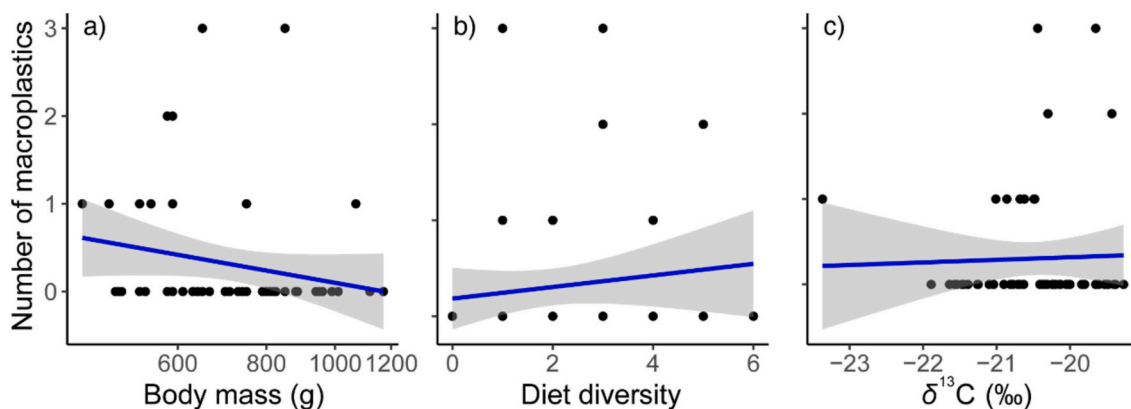 a)
b)
c)
Number of macroplastics
3
2
1
0
600
800
1000
1200
0
2
4
6
-23
-22
-21
-20
Body mass (g)
Diet diversity
δ¹³C (‰)